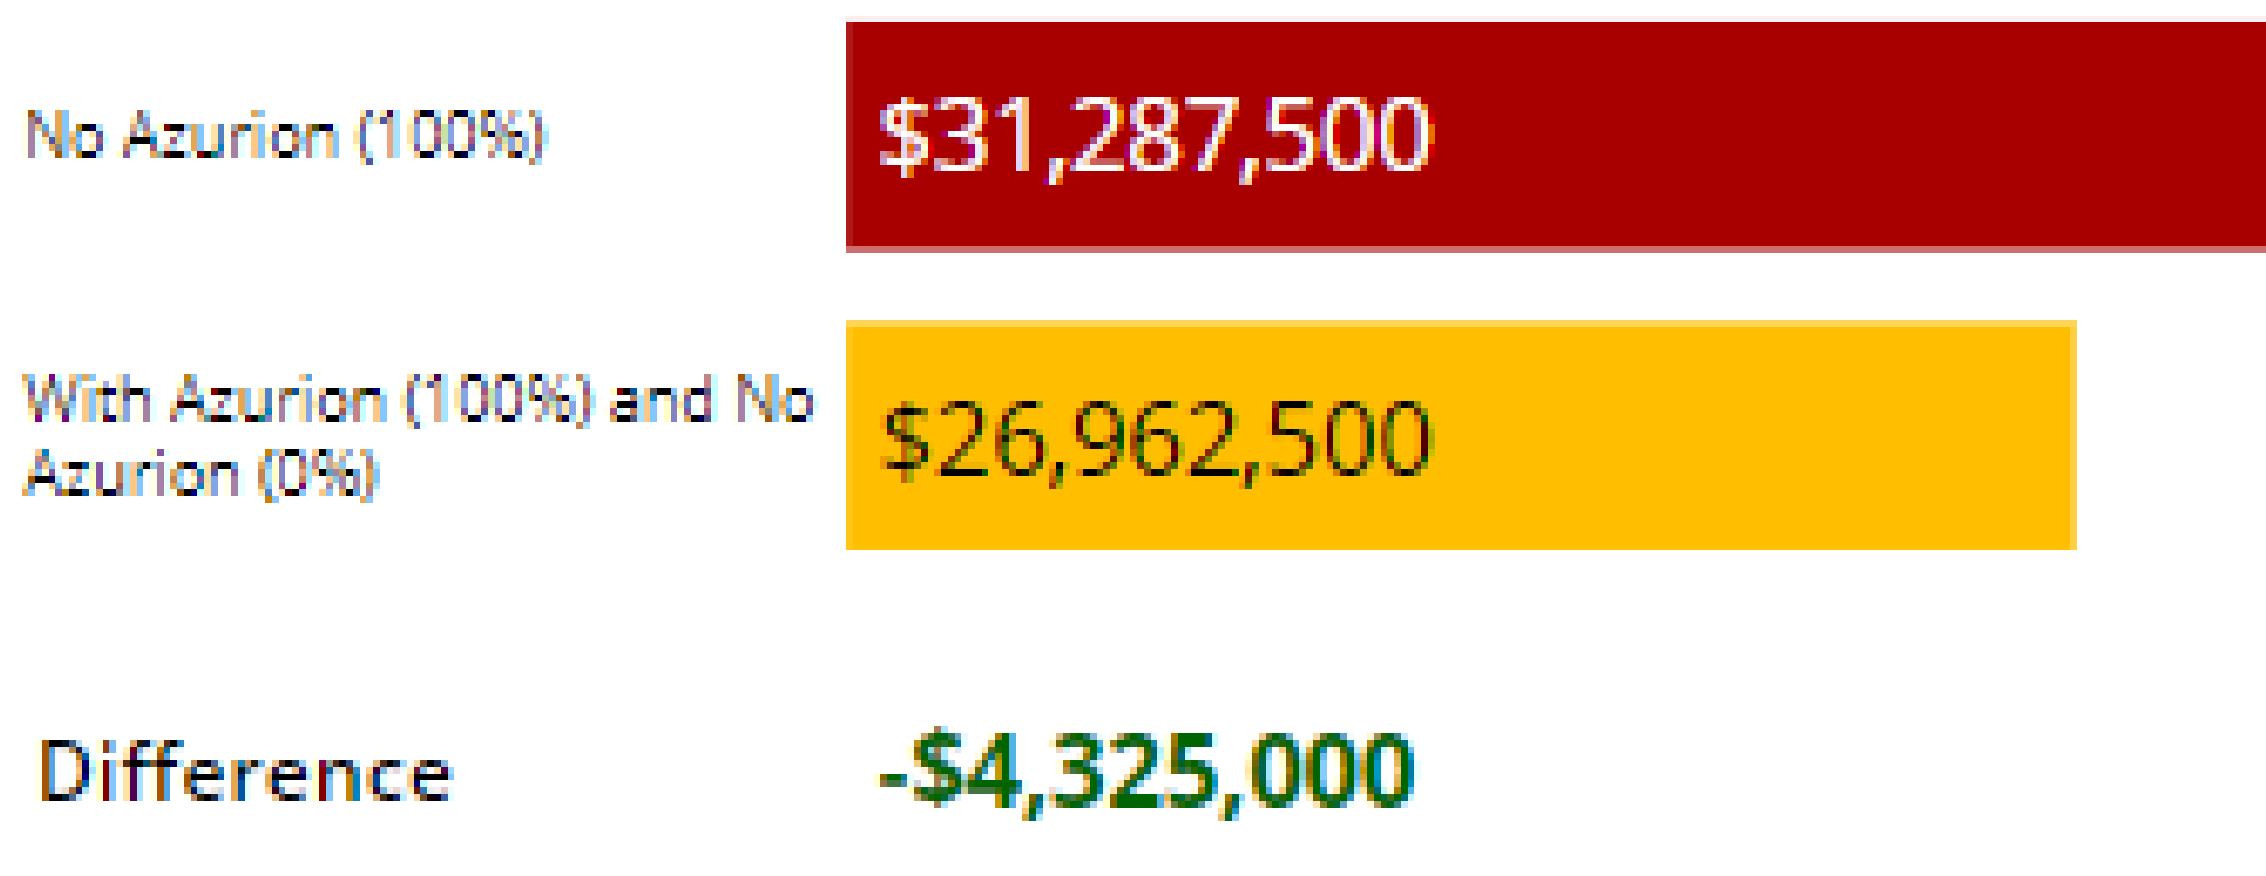 No Azurion (100%)
$31,287,500
With Azurion (100%) and No
Azurion (0%)
$26,962,500
Difference
-$4,325,000